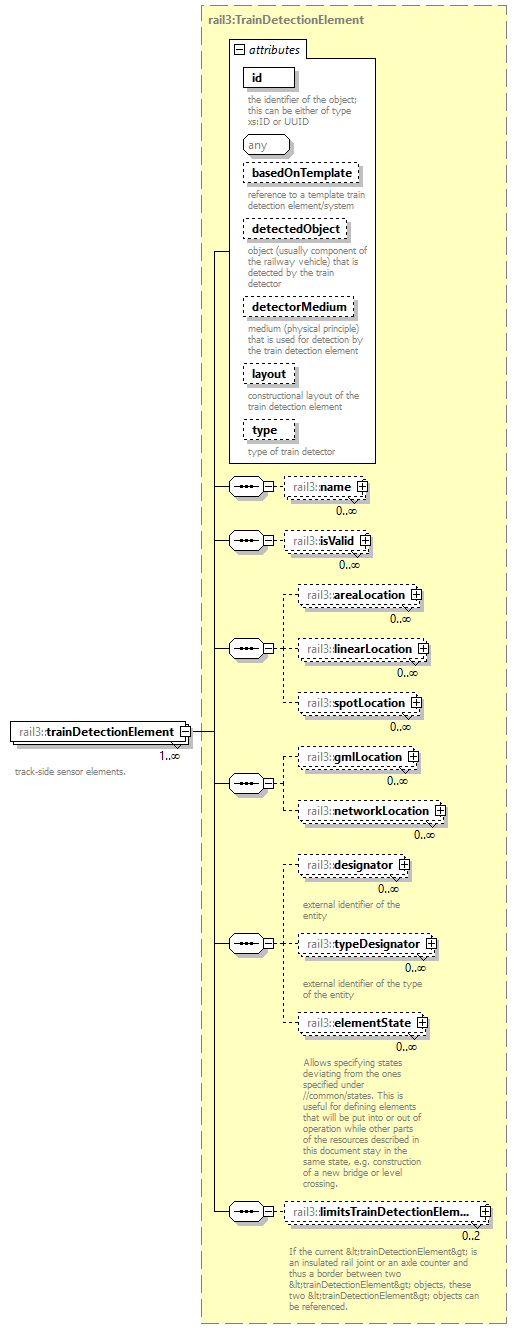 rail3:TrainDetectionElement
attributes
id
the identifier of the object;
this can be either of type
xs:ID or UUID
any
basedOnTemplate
reference to a template train
detection element/system
detectedObject
object (usually component of
the railway vehicle) that is
detected by the train
detector
detectorMedium
medium (physical principle)
that is used for detection by
the train detection element
layout
constructional layout of the
train detection element
type
type of train detector
rail3:name
0..∞
rail3:isValid
0..∞
rail3:areaLocation
0..∞
rail3:linearLocation
0..∞
rail3:spotLocation
0..∞
rail3:trainDetectionElement
1..∞
track-side sensor elements.
rail3:gmlLocation
0..∞
rail3:networkLocation
0..∞
rail3:designator
0..∞
external identifier of the
entity
rail3:typeDesignator
0..∞
external identifier of the type
of the entity
rail3:elementState
0..∞
Allows specifying states
deviating from the ones
specified under
//common/states. This is
useful for defining elements
that will be put into or out of
operation while other parts
of the resources described in
this document stay in the
same state, e.g. construction
of a new bridge or level
crossing.
rail3:limitsTrainDetectionElem...
0..2
If the current &lt;trainDetectionElement&gt; is
an insulated rail joint or an axle counter and
thus a border between two
&lt;trainDetectionElement&gt; objects, these
two &lt;trainDetectionElement&gt; objects can
be referenced.